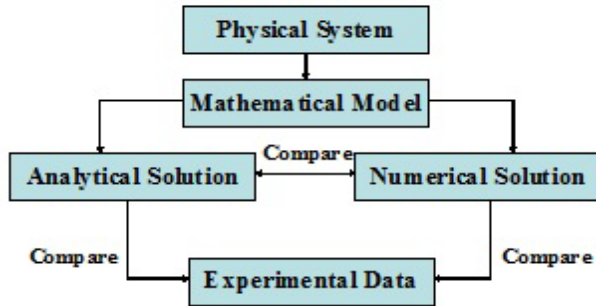 Physical System
Mathematical Model
Compare
Analytical Solution
Numerical Solution
Compare
Compare
Experimental Data